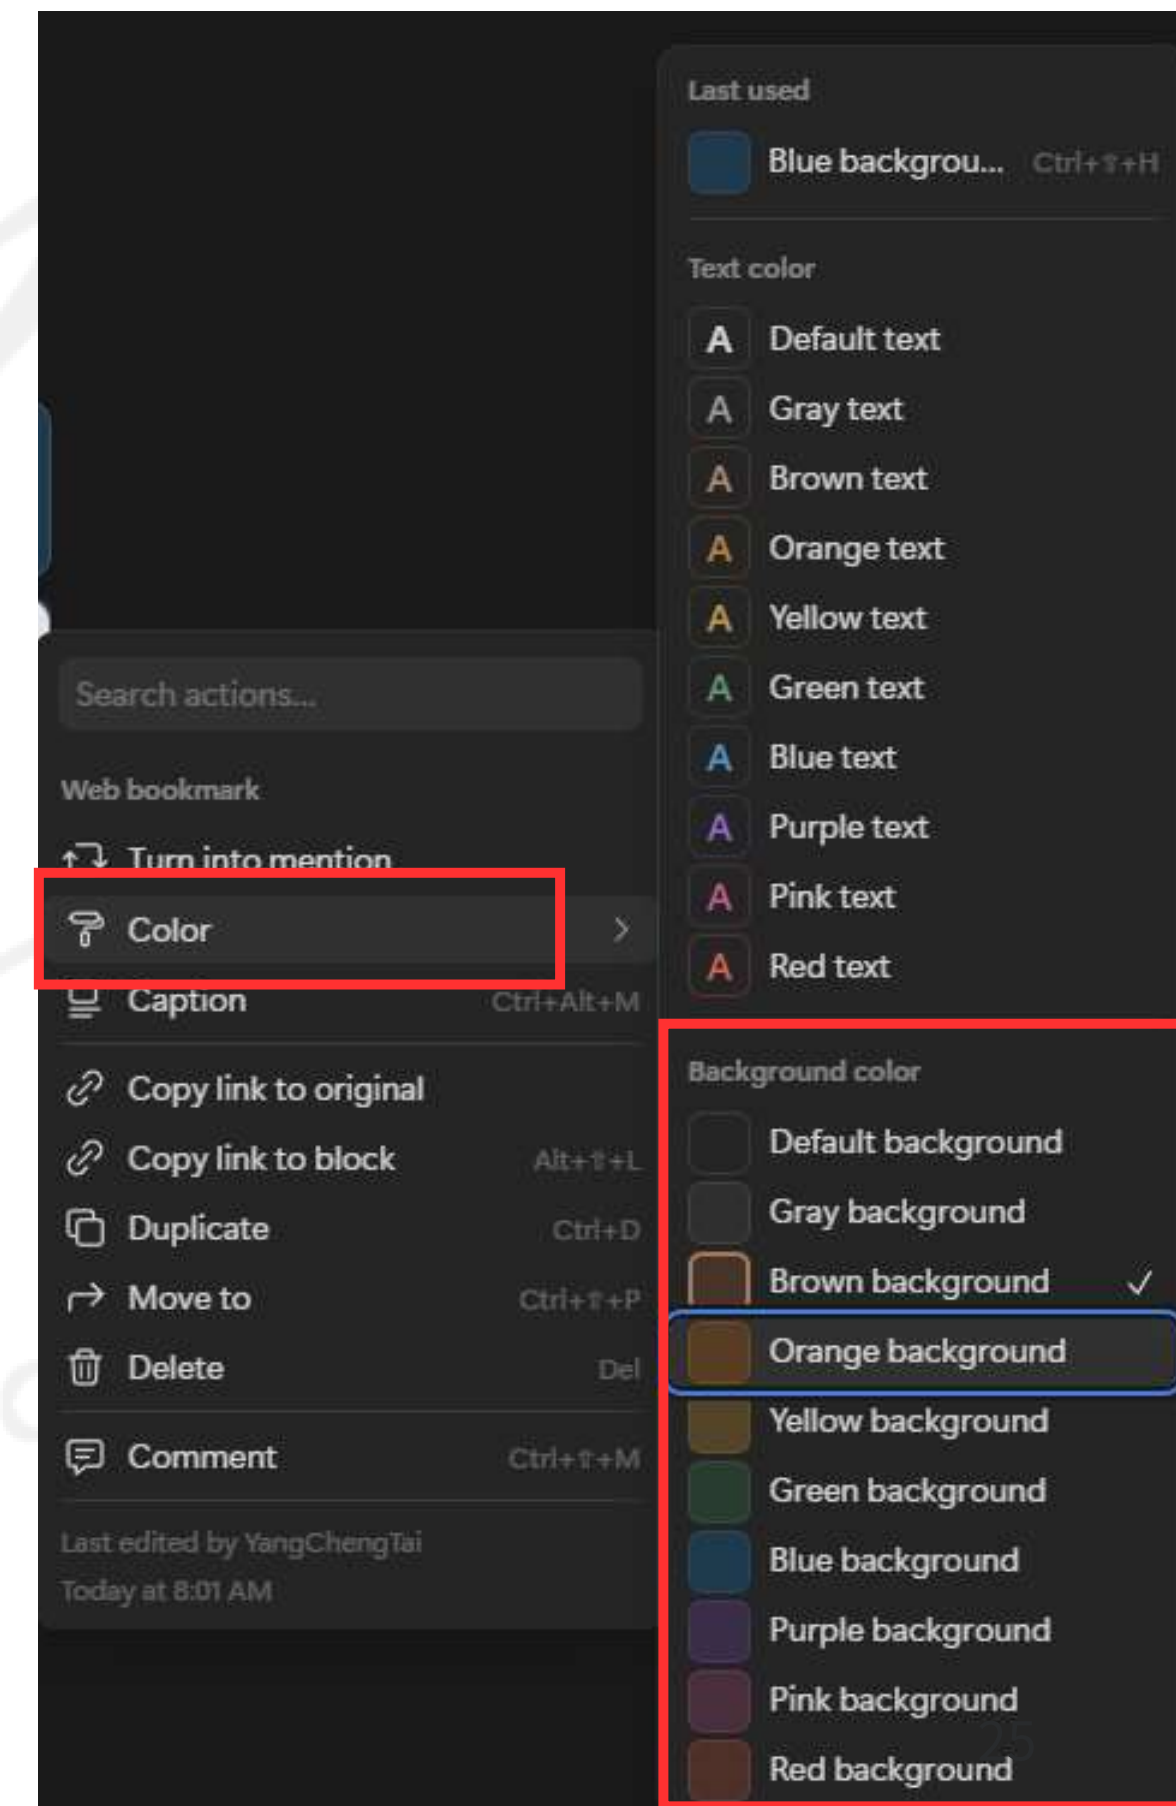 Last used
Blue backgrou... Ctrl+⇧+H
Text color
A Default text
A Gray text
A Brown text
A Orange text
A Yellow text
A Green text
A Blue text
A Purple text
A Pink text
A Red text
Background color
Default background
Gray background
Brown background
Orange background
Yellow background
Green background
Blue background
Purple background
Pink background
25
Red background
Search actions...
Web bookmark
Turn into mention
Color
Caption Ctrl+Alt+M
Copy link to original
Copy link to block Alt+⇧+L
Duplicate Ctrl+D
Move to Ctrl+⇧+P
Delete Del
Comment Ctrl+⇧+M
Last edited by YangChengTai
Today at 8:01 AM